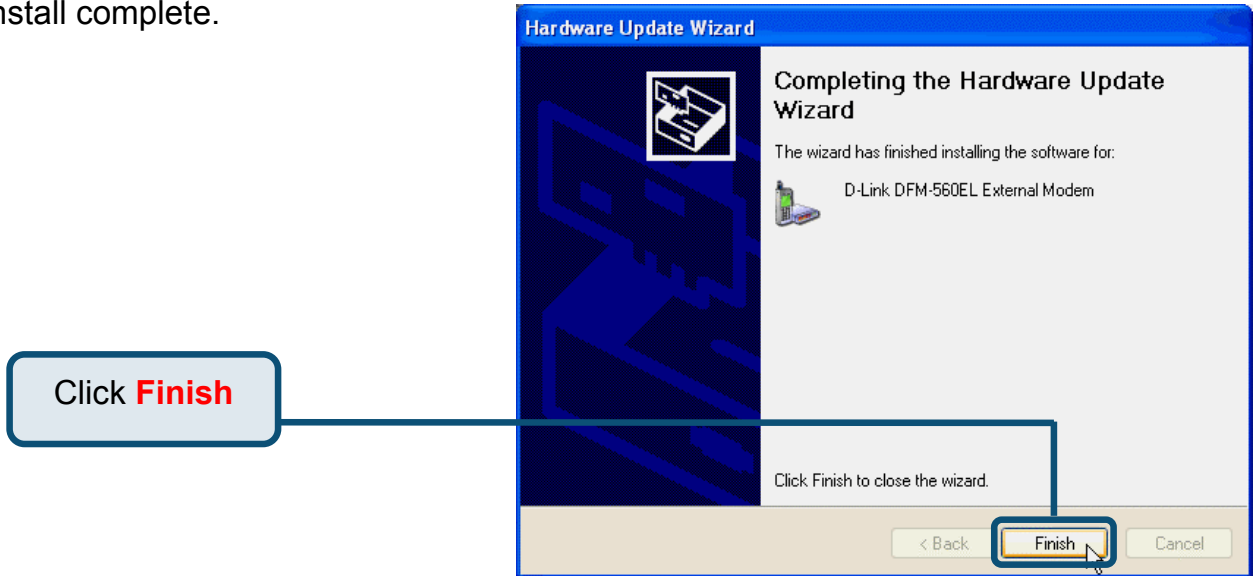 nstall complete.
Hardware Update Wizard
Completing the Hardware Update
Wizard
The wizard has finished installing the software for:
D-Link DFM-560EL External Modem
Click Finish
Click Finish to close the wizard.
< Back
Finish
Cancel